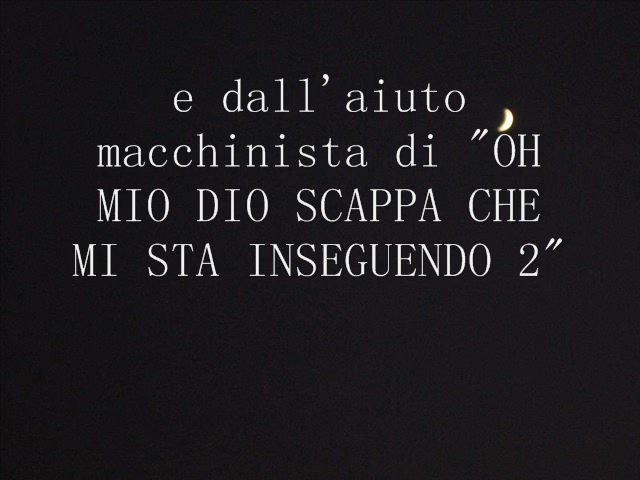 e dall'aiuto
macchinista di "OH
MIO DIO SCAPPA CHE
MI STA INSEGUENDO 2"